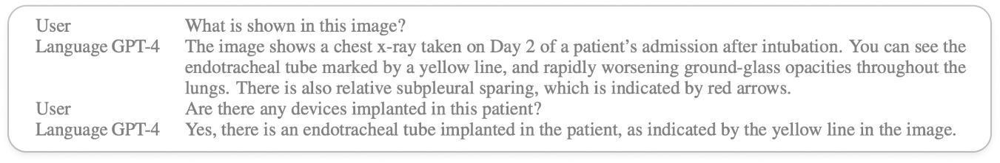 User What is shown in this image?
Language GPT-4 The image shows a chest x-ray taken on Day 2 of a patient's admission after intubation. You can see the
endotracheal tube marked by a yellow line, and rapidly worsening ground-glass opacities throughout the
lungs. There is also relative subpleural sparing, which is indicated by red arrows.
User Are there any devices implanted in this patient?
Language GPT-4 Yes, there is an endotracheal tube implanted in the patient, as indicated by the yellow line in the image.